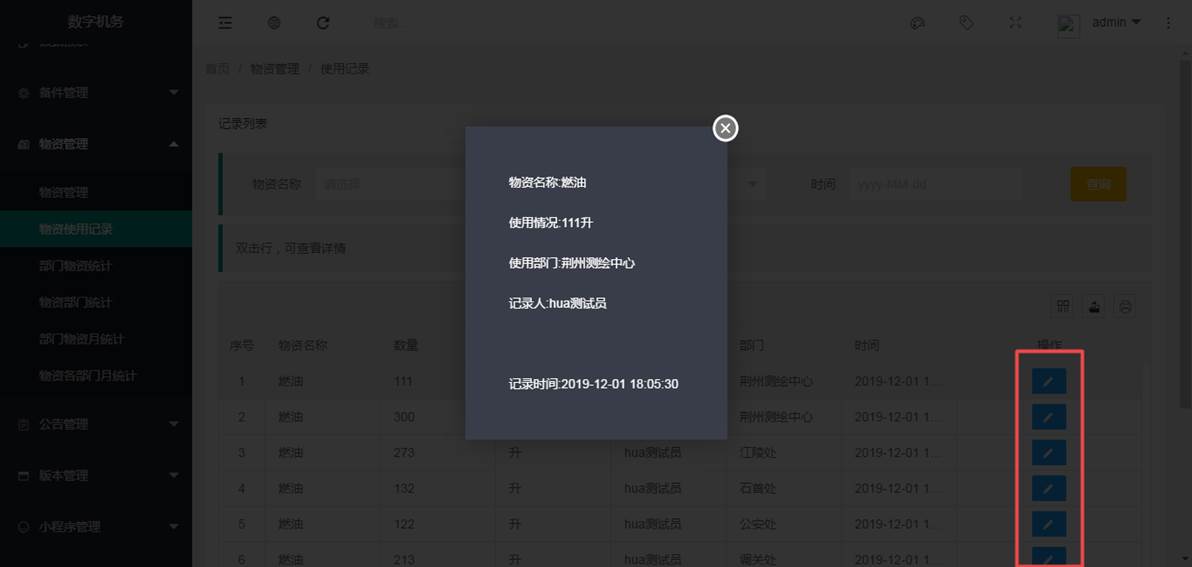 数字机务
搜索...
admin
备件管理
物资管理
物资管理
物资使用记录
部门物资统计
物资部门统计
部门物资月统计
物资各部门月统计
公告管理
版本管理
小程序管理
首页 / 物资管理 / 使用记录
记录列表
物资名称 请选择 时间 yyyy-MM-dd 查询
双击行，可查看详情
物资名称:燃油
使用情况:111升
使用部门:荆州测绘中心
记录人:hua测试员
记录时间:2019-12-01 18:05:30
序号 物资名称 数量 部门 时间 操作
1 燃油 111 荆州测绘中心 2019-12-01 1...
2 燃油 300 荆州测绘中心 2019-12-01 1...
3 燃油 273 升 hua测试员 江陵处 2019-12-01 1...
4 燃油 132 升 hua测试员 石首处 2019-12-01 1...
5 燃油 122 升 hua测试员 公安处 2019-12-01 1...
6 燃油 213 升 hua测试员 调关处 2019-12-01 1...